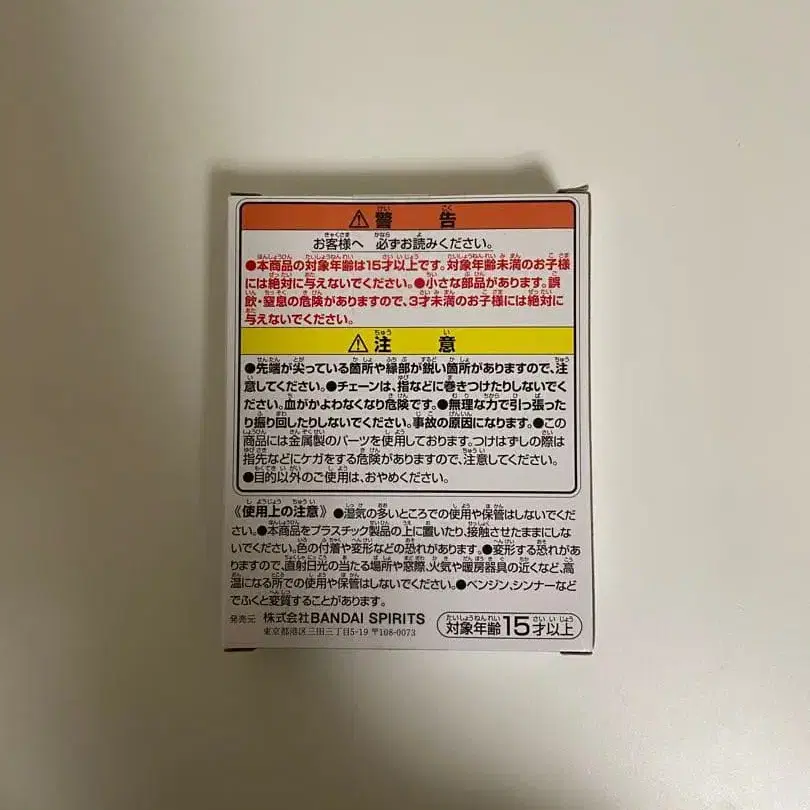 ⚠警告
お客様へ 必ずお読みください。
●本商品の対象年齢は15才以上です。対象年齢未満のお子様
には絶対に与えないでください。●小さな部品があります。誤
飲・窒息の危険がありますので、3才未満のお子様には絶対に
与えないでください。
⚠注意
●先端が尖っている箇所や縁部が鋭い箇所がありますので、注
意してください。●チェーンは、指などに巻きつけたりしないでく
ださい。血がかよわなくなり危険です。●無理な力で引っ張った
り振り回したりしないでください。事故の原因になります。●この
商品には金属製のパーツを使用しております。つけはずしの際は
指先などにケガをする危険がありますので、注意してください。
●目的以外のご使用は、おやめください。
《使用上の注意》●湿気の多いところでの使用や保管はしないでくだ
さい。●本商品をプラスチック製品の上に置いたり、接触させたままにしな
いでください。色の付着や変形などの恐れがあります。●変形する恐れがあ
りますので、直射日光の当たる場所や窓際、火気や暖房器具の近くなど、高
温になる所での使用や保管はしないでください。●ベンジン、シンナーなど
でふくと変質することがあります。
発売元 株式会社BANDAI SPIRITS
東京都港区三田三丁目5-19 〒108-0073
対象年齢15才以上